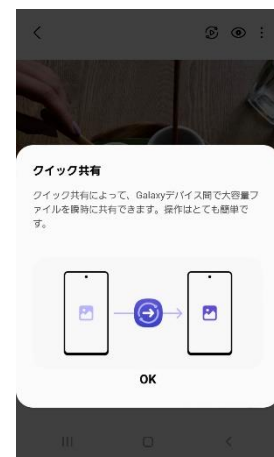 クイック共有
クイック共有によって、Galaxyデバイス間で大容量フ
ァイルを瞬時に共有できます。操作はとても簡単で
す。
OK